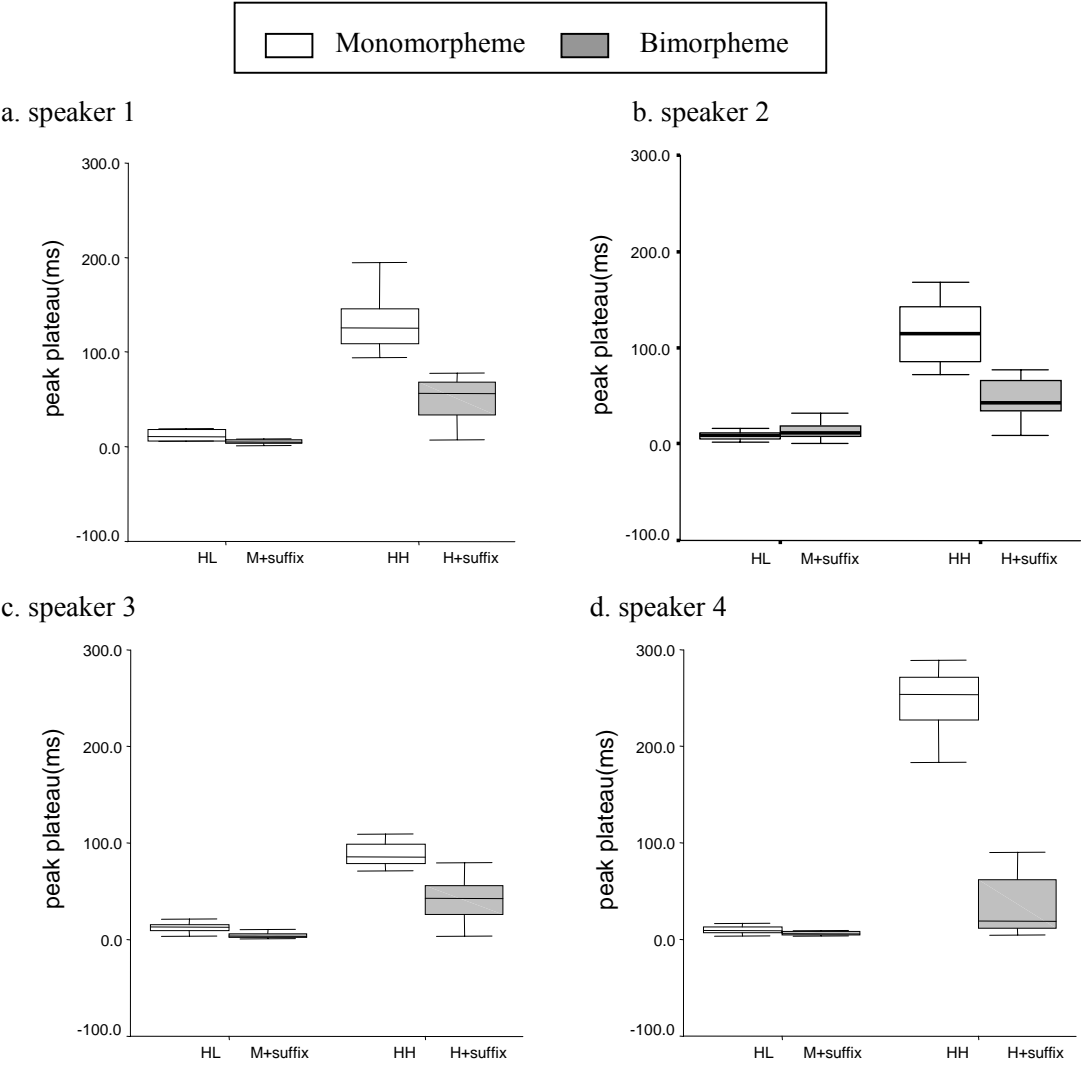 Monomorpheme Bimorpheme
a. speaker 1
300.0
200.0
100.0
0.0
-100.0
peak plateau(ms)
HL M+suffix HH H+suffix
b. speaker 2
300.0
200.0
100.0
0.0
-100.0
peak plateau(ms)
HL M+suffix HH H+suffix
c. speaker 3
300.0
200.0
100.0
0.0
-100.0
peak plateau(ms)
HL M+suffix HH H+suffix
d. speaker 4
300.0
200.0
100.0
0.0
-100.0
peak plateau(ms)
HL M+suffix HH H+suffix